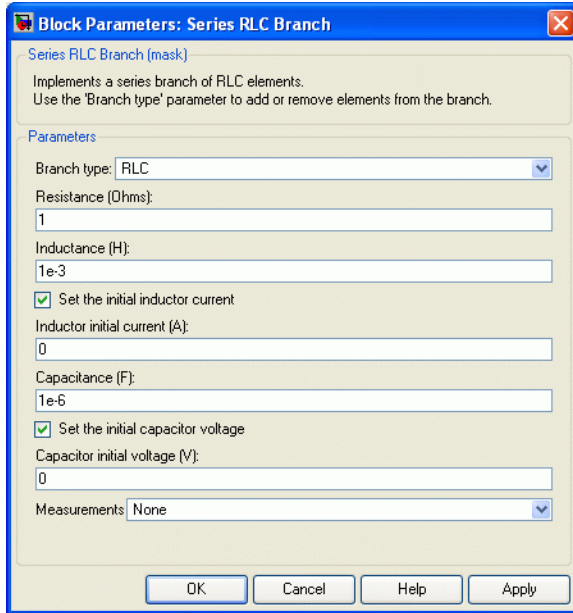 Block Parameters: Series RLC Branch
Series RLC Branch (mask)
Implements a series branch of RLC elements.
Use the 'Branch type' parameter to add or remove elements from the branch.
Parameters
Branch type: RLC
Resistance (Ohms):
1
Inductance (H):
1e-3
Set the initial inductor current
Inductor initial current (A):
0
Capacitance (F):
1e-6
Set the initial capacitor voltage
Capacitor initial voltage (V):
0
Measurements None
OK Cancel Help Apply